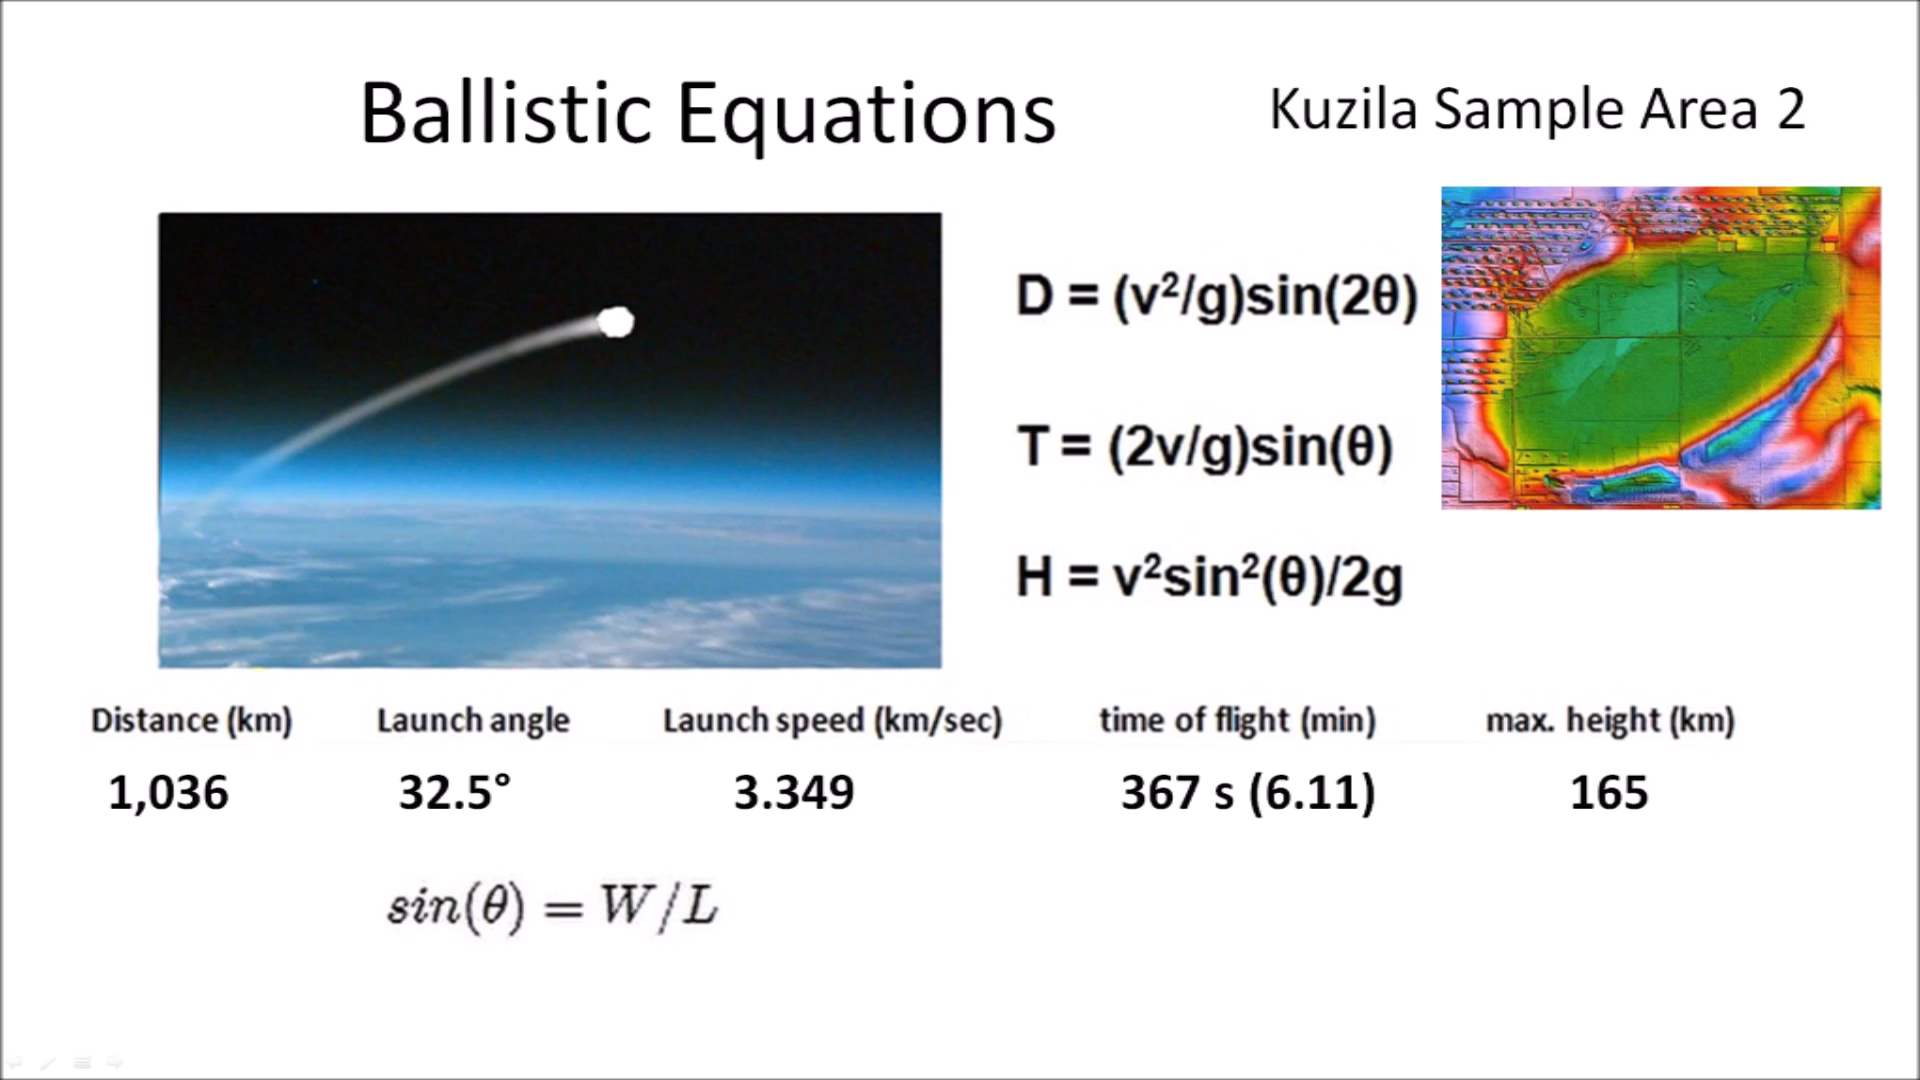 Ballistic Equations
Kuzila Sample Area 2
D = (v²/g)sin(2θ)
T = (2v/g)sin(θ)
H = v²sin²(θ)/2g
Distance (km) Launch angle Launch speed (km/sec) time of flight (min) max. height (km)
1,036 32.5° 3.349 367 s (6.11) 165
sin(θ) = W/L